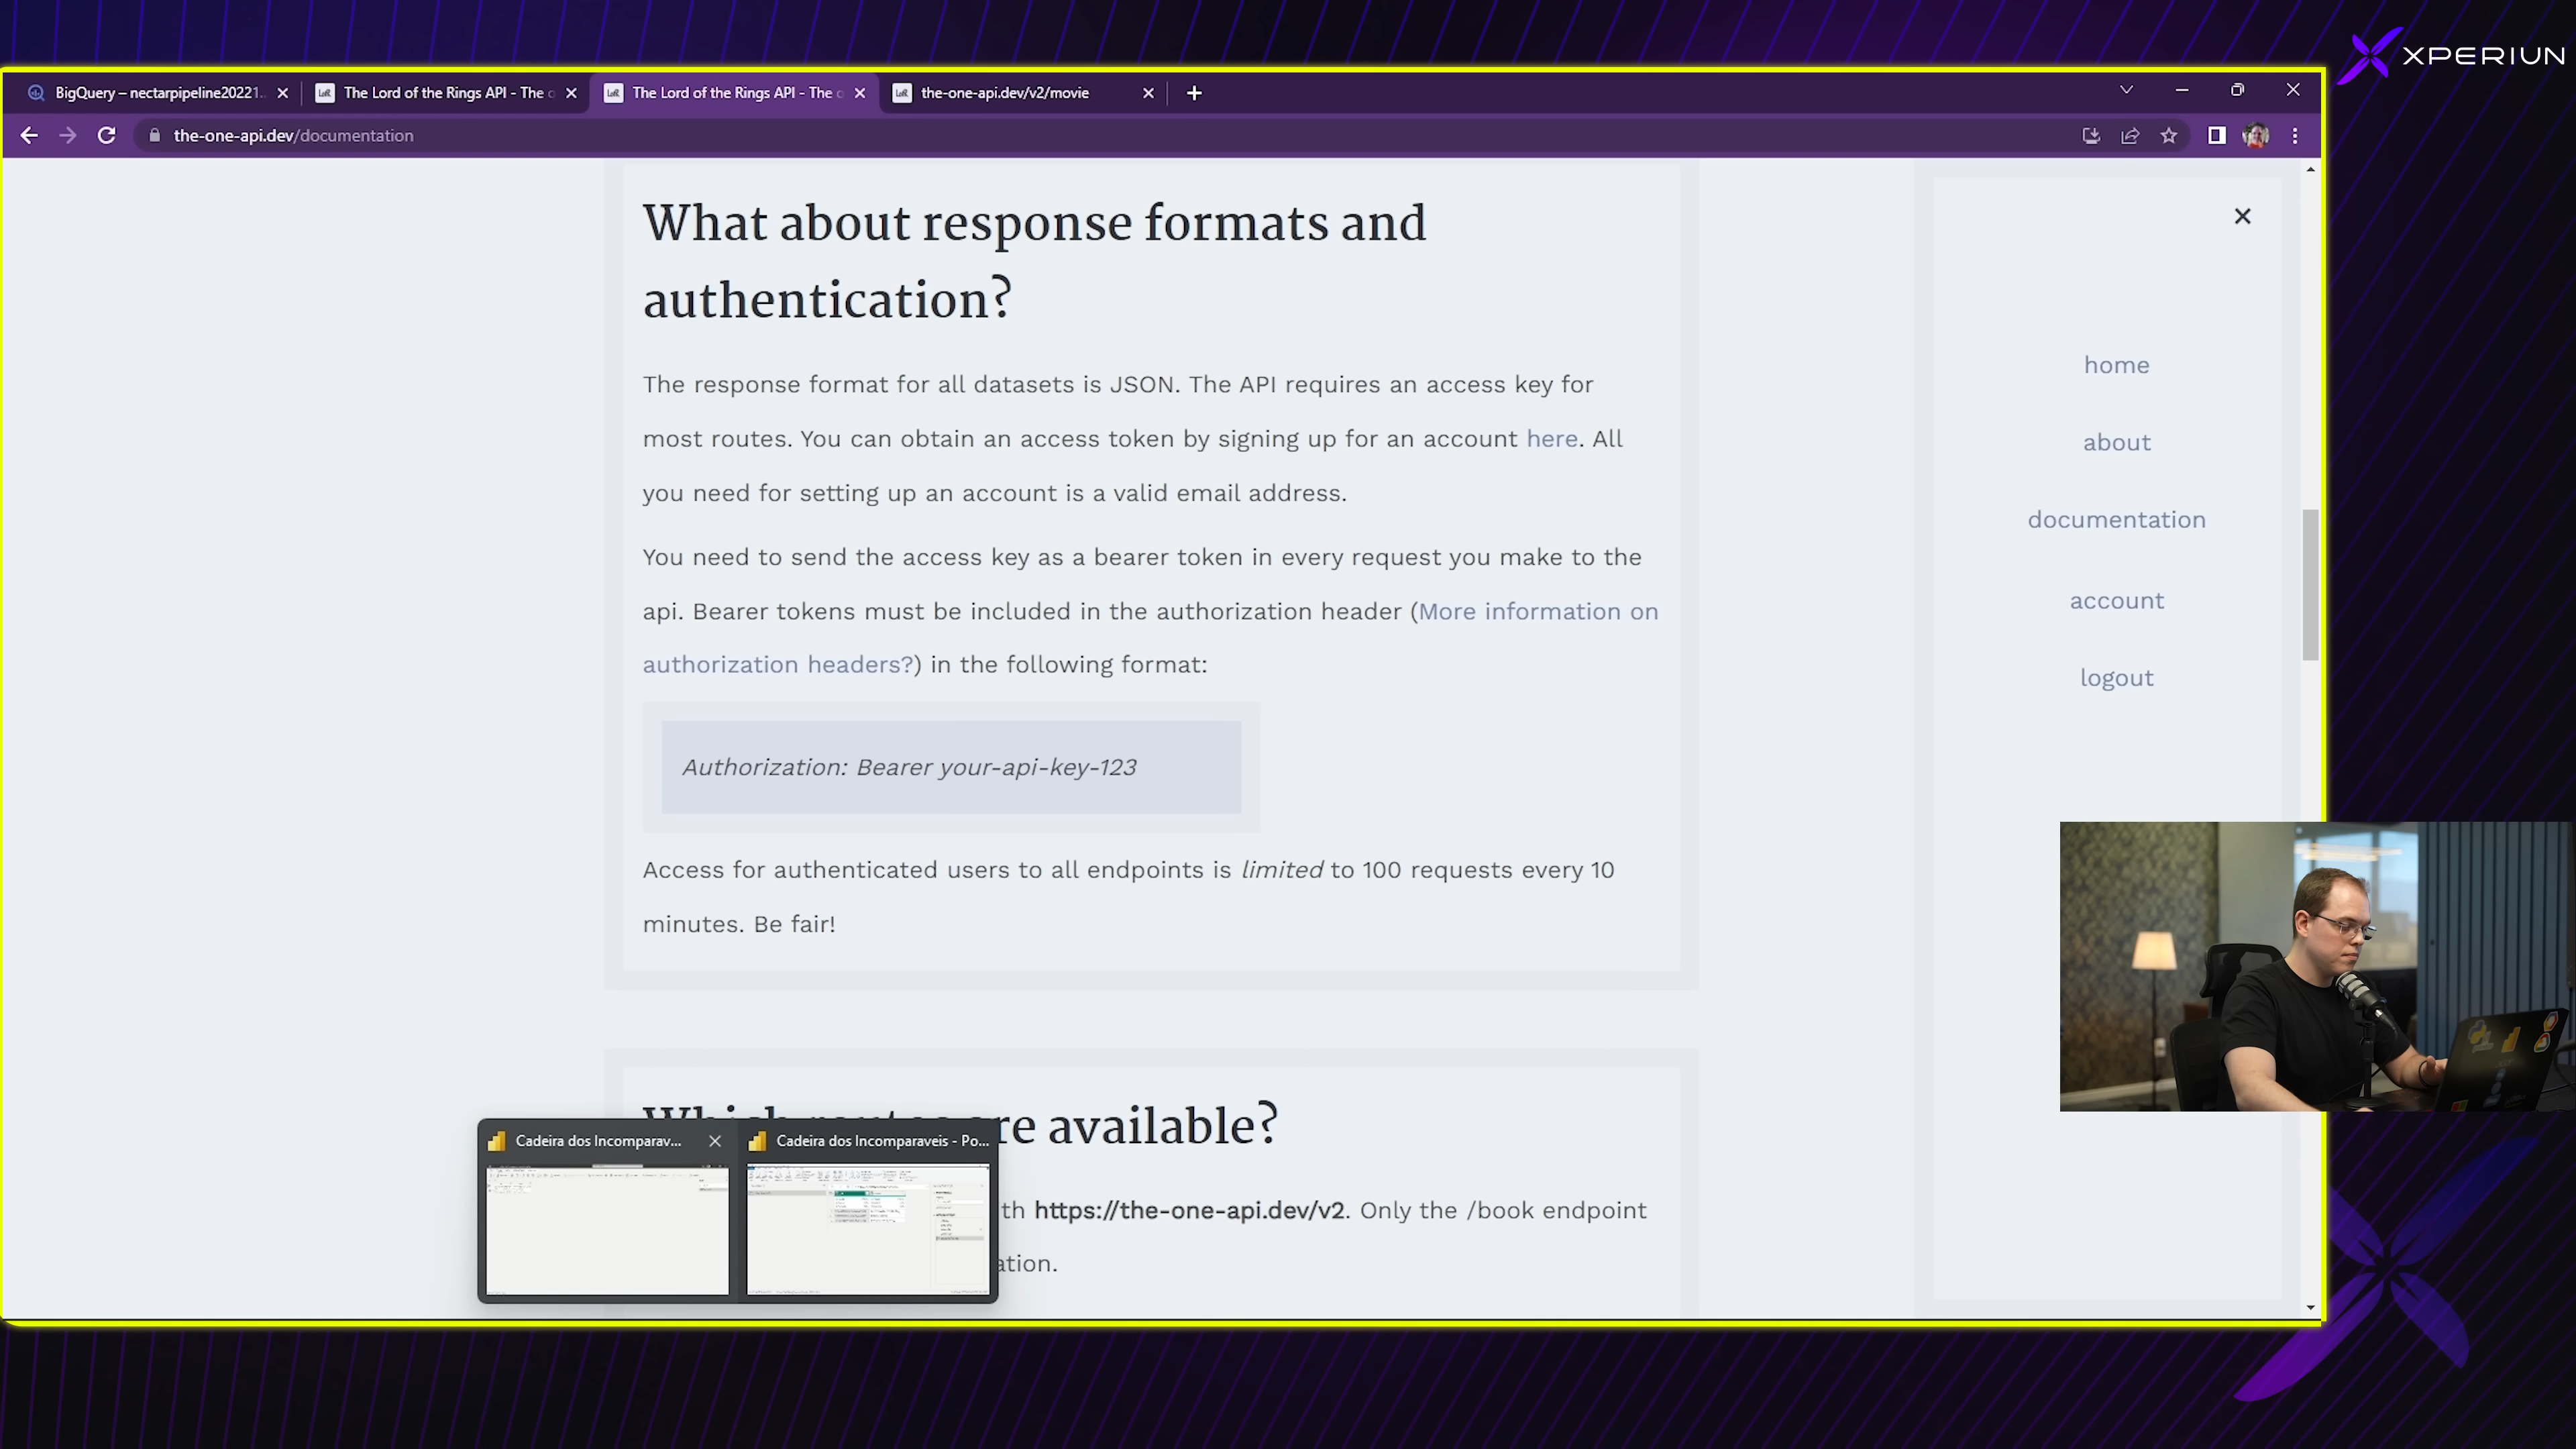 XPERIUN
BigQuery – nectarpipeline20221..
The Lord of the Rings API - The o
The Lord of the Rings API - The o
the-one-api.dev/v2/movie
the-one-api.dev/documentation
What about response formats and
authentication?
The response format for all datasets is JSON. The API requires an access key for
most routes. You can obtain an access token by signing up for an account here. All
you need for setting up an account is a valid email address.
You need to send the access key as a bearer token in every request you make to the
api. Bearer tokens must be included in the authorization header (More information on
authorization headers?) in the following format:
Authorization: Bearer your-api-key-123
Access for authenticated users to all endpoints is limited to 100 requests every 10
minutes. Be fair!
re available?
Cadeira dos Incomparav...
Cadeira dos Incomparaveis - Po...
th https://the-one-api.dev/v2. Only the /book endpoint
ation.
home
about
documentation
account
logout